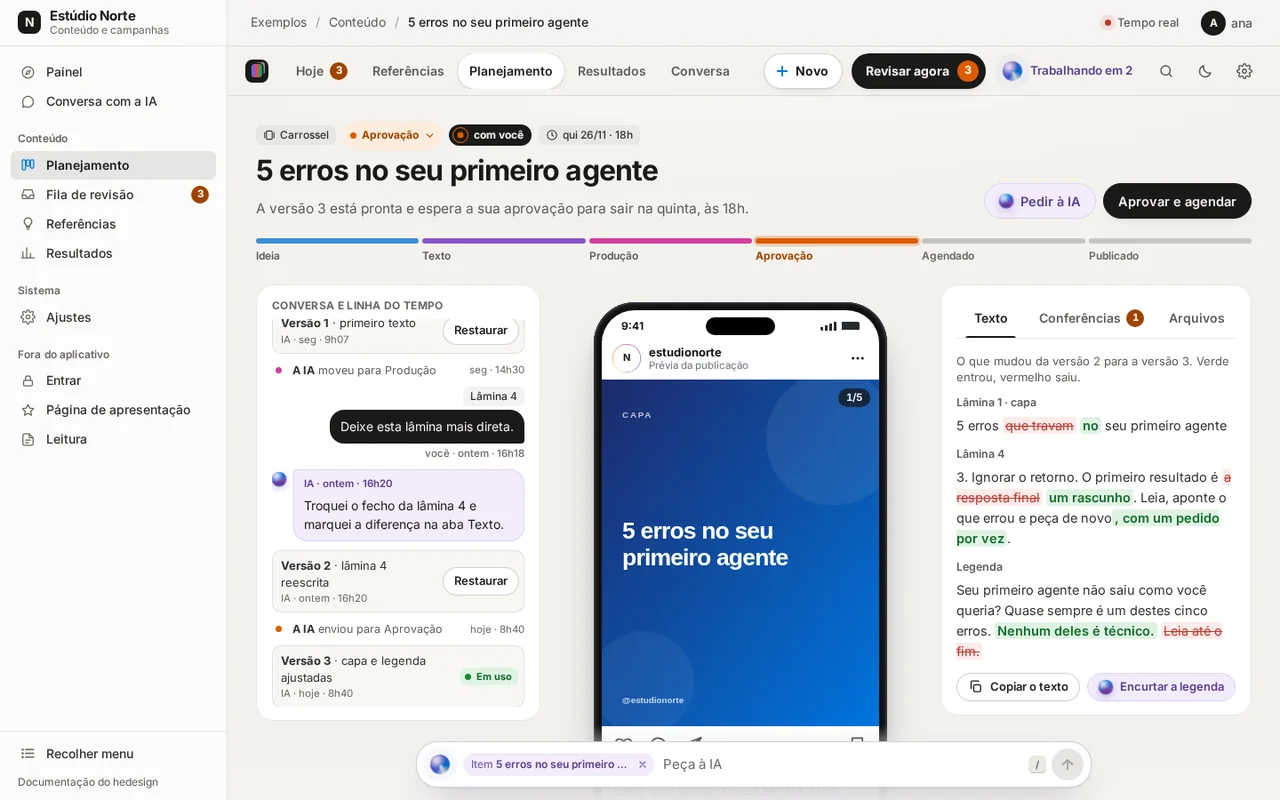 N
Estúdio Norte
Conteúdo e campanhas
Painel
Conversa com a IA
Conteúdo
Planejamento
Fila de revisão 3
Referências
Resultados
Sistema
Ajustes
Fora do aplicativo
Entrar
Página de apresentação
Leitura
Recolher menu
Documentação do hedesign
Exemplos / Conteúdo / 5 erros no seu primeiro agente
Tempo real
A ana
Hoje 3
Referências
Planejamento
Resultados
Conversa
+ Novo
Revisar agora 3
Trabalhando em 2
Carrossel
Aprovação
com você
qui 26/11 · 18h
5 erros no seu primeiro agente
A versão 3 está pronta e espera a sua aprovação para sair na quinta, às 18h.
Pedir à IA
Aprovar e agendar
Ideia
Texto
Produção
Aprovação
Agendado
Publicado
CONVERSA E LINHA DO TEMPO
Versão 1 · primeiro texto
IA · seg · 9h07
Restaurar
A IA moveu para Produção seg · 14h30
Lâmina 4
Deixe esta lâmina mais direta.
você · ontem · 16h18
IA · ontem · 16h20
Troquei o fecho da lâmina 4 e
marquei a diferença na aba Texto.
Versão 2 · lâmina 4
reescrita
IA · ontem · 16h20
Restaurar
A IA enviou para Aprovação hoje · 8h40
Versão 3 · capa e legenda
ajustadas
IA · hoje · 8h40
Em uso
9:41
N
estudionorte
Prévia da publicação
1/5
CAPA
5 erros no seu
primeiro agente
@estudionorte
Texto
Conferências 1
Arquivos
O que mudou da versão 2 para a versão 3. Verde
entrou, vermelho saiu.
Lâmina 1 · capa
5 erros que travam no seu primeiro agente
Lâmina 4
3. Ignorar o retorno. O primeiro resultado é a
resposta final um rascunho. Leia, aponte o
que errou e peça de novo, com um pedido
por vez.
Legenda
Seu primeiro agente não saiu como você
queria? Quase sempre é um destes cinco
erros. Nenhum deles é técnico. Leia até o
fim.
Copiar o texto
Encurtar a legenda
Item 5 erros no seu primeiro ... ×
Peça à IA
/